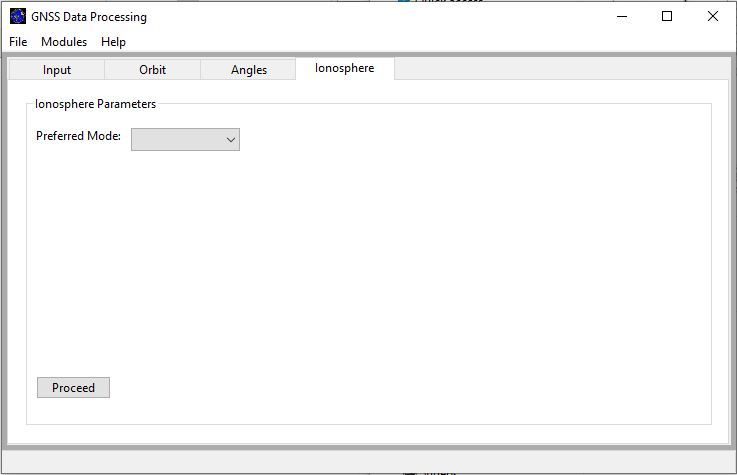 GNSS Data Processing
File Modules Help
Input Orbit Angles Ionosphere
Ionosphere Parameters
Preferred Mode:
Proceed